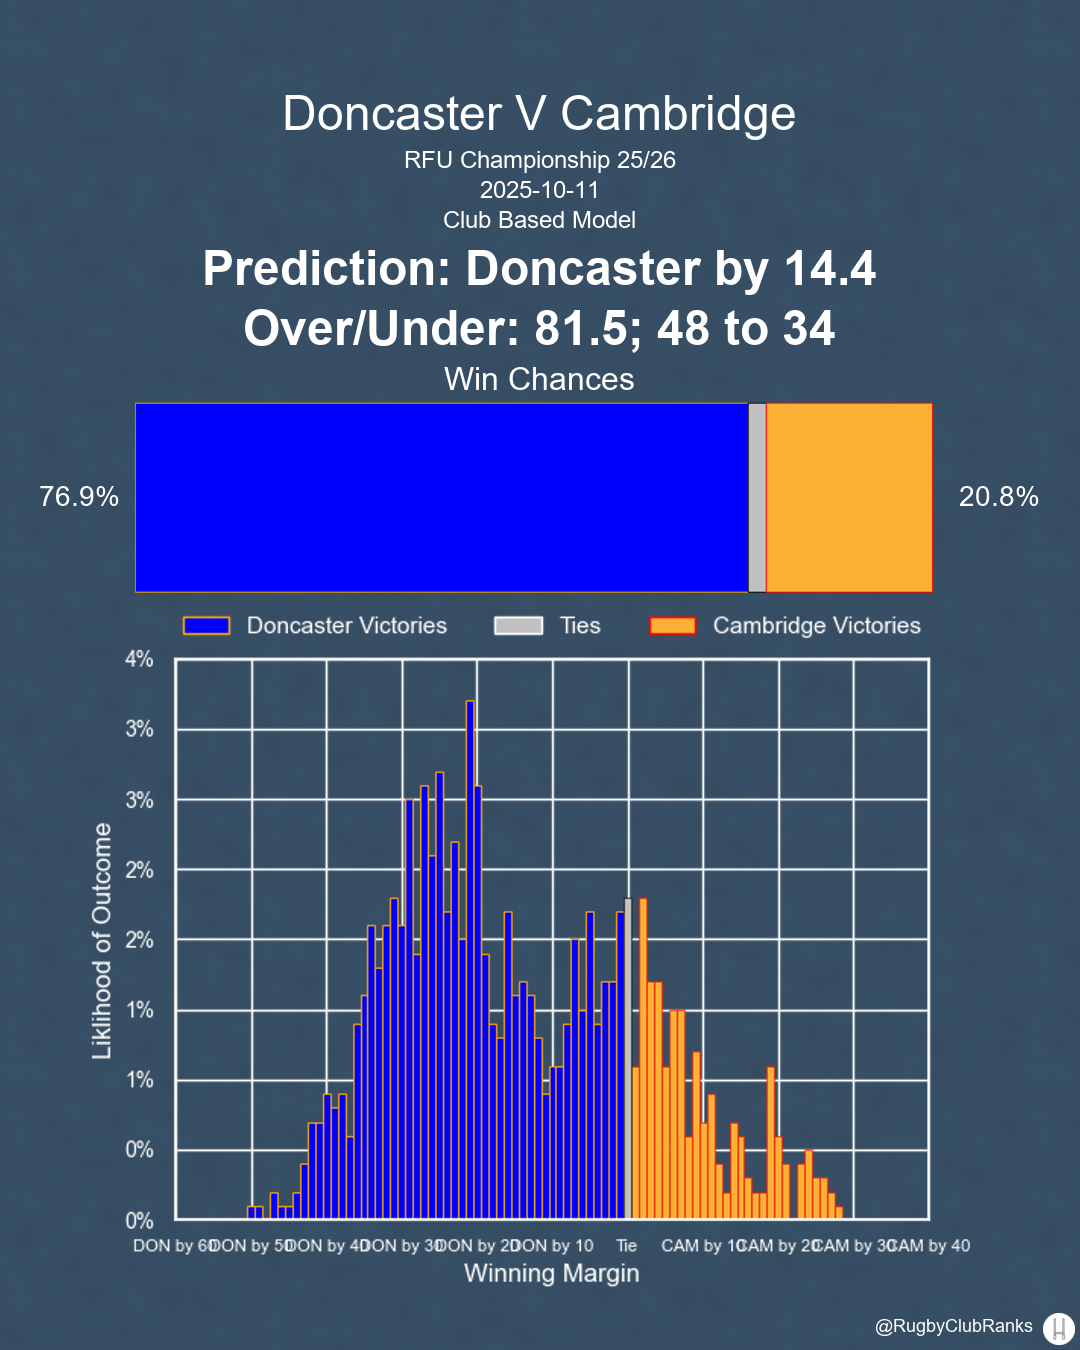 Doncaster V Cambridge
RFU Championship 25/26
2025-10-11
Club Based Model
Prediction: Doncaster by 14.4
Over/Under: 81.5; 48 to 34
Win Chances
76.9%
20.8%
Doncaster Victories
Ties
Cambridge Victories
4%
3%
3%
2%
2%
1%
1%
0%
0%
Liklihood of Outcome
DON by 60
DON by 50
DON by 40
DON by 30
DON by 20
DON by 10
Tie
CAM by 10
CAM by 20
CAM by 30
CAM by 40
Winning Margin
@RugbyClubRanks